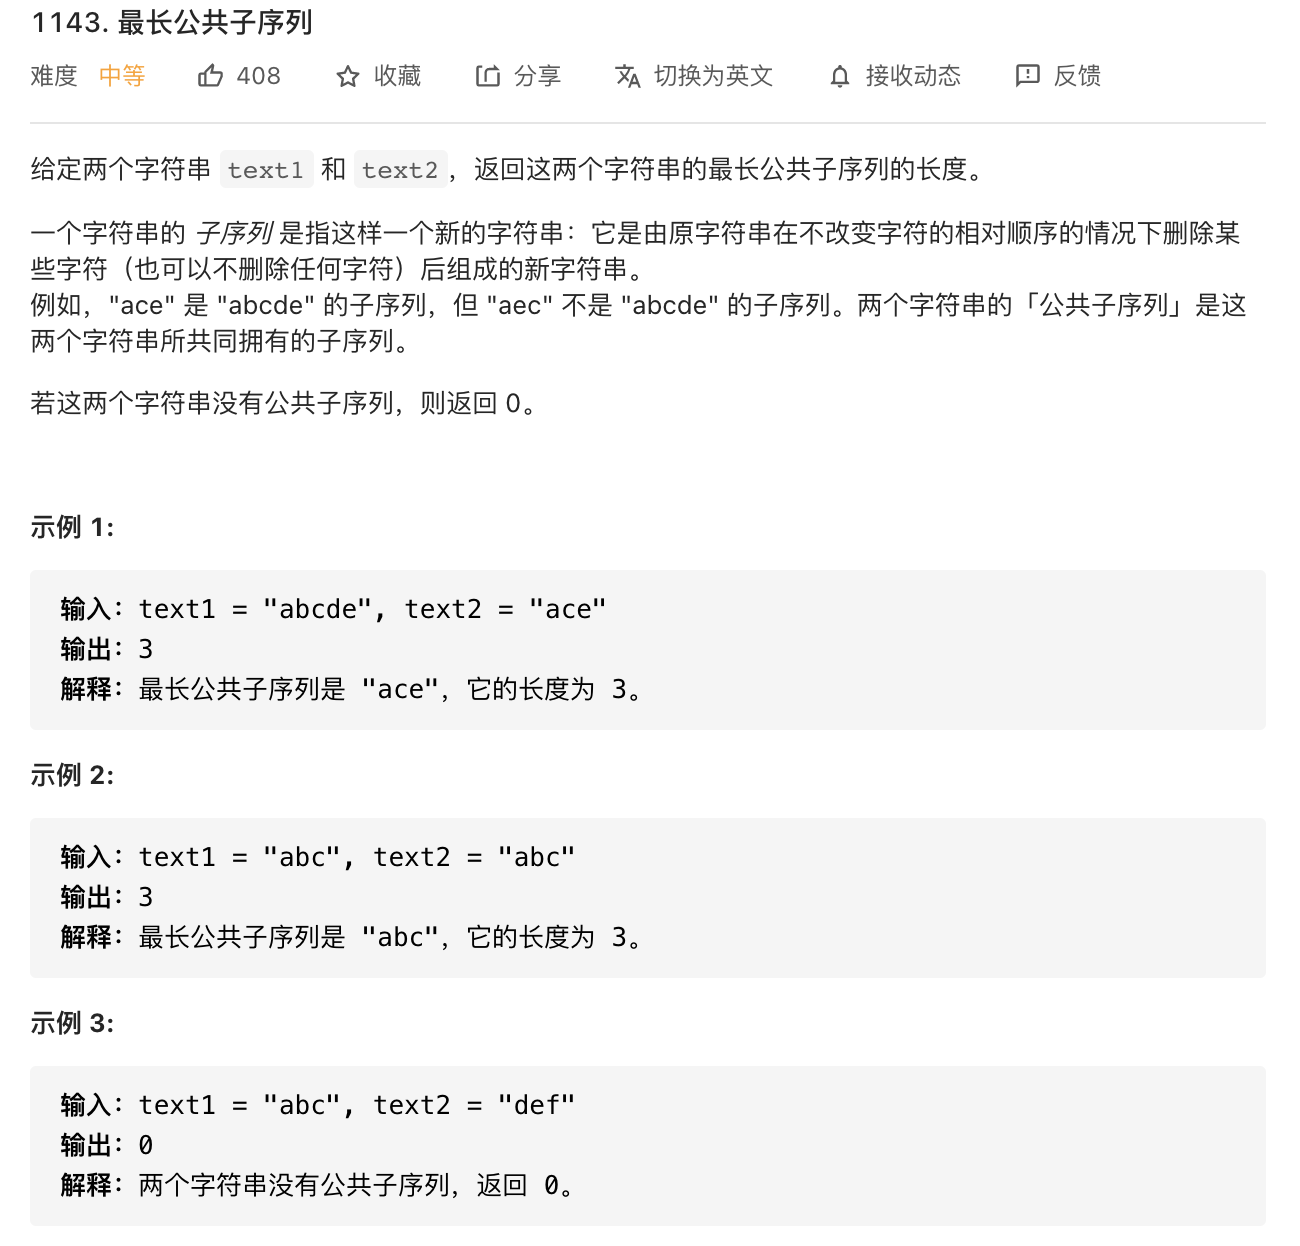 1143. 最长公共子序列
难度 中等 408 收藏 分享 切换为英文 接收动态 反馈
给定两个字符串 text1 和 text2，返回这两个字符串的最长公共子序列的长度。
一个字符串的 子序列 是指这样一个新的字符串：它是由原字符串在不改变字符的相对顺序的情况下删除某
些字符（也可以不删除任何字符）后组成的新字符串。
例如，"ace" 是 "abcde" 的子序列，但 "aec" 不是 "abcde" 的子序列。两个字符串的「公共子序列」是这
两个字符串所共同拥有的子序列。
若这两个字符串没有公共子序列，则返回 0。
示例 1:
输入：text1 = "abcde", text2 = "ace"
输出：3
解释：最长公共子序列是 "ace"，它的长度为 3。
示例 2:
输入：text1 = "abc", text2 = "abc"
输出：3
解释：最长公共子序列是 "abc"，它的长度为 3。
示例 3:
输入：text1 = "abc", text2 = "def"
输出：0
解释：两个字符串没有公共子序列，返回 0。